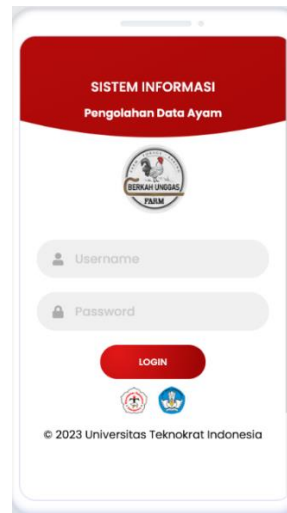 SISTEM INFORMASI
Pengolahan Data Ayam
BERKAH UNGGAS
FARM
Username
Password
LOGIN
© 2023 Universitas Teknokrat Indonesia